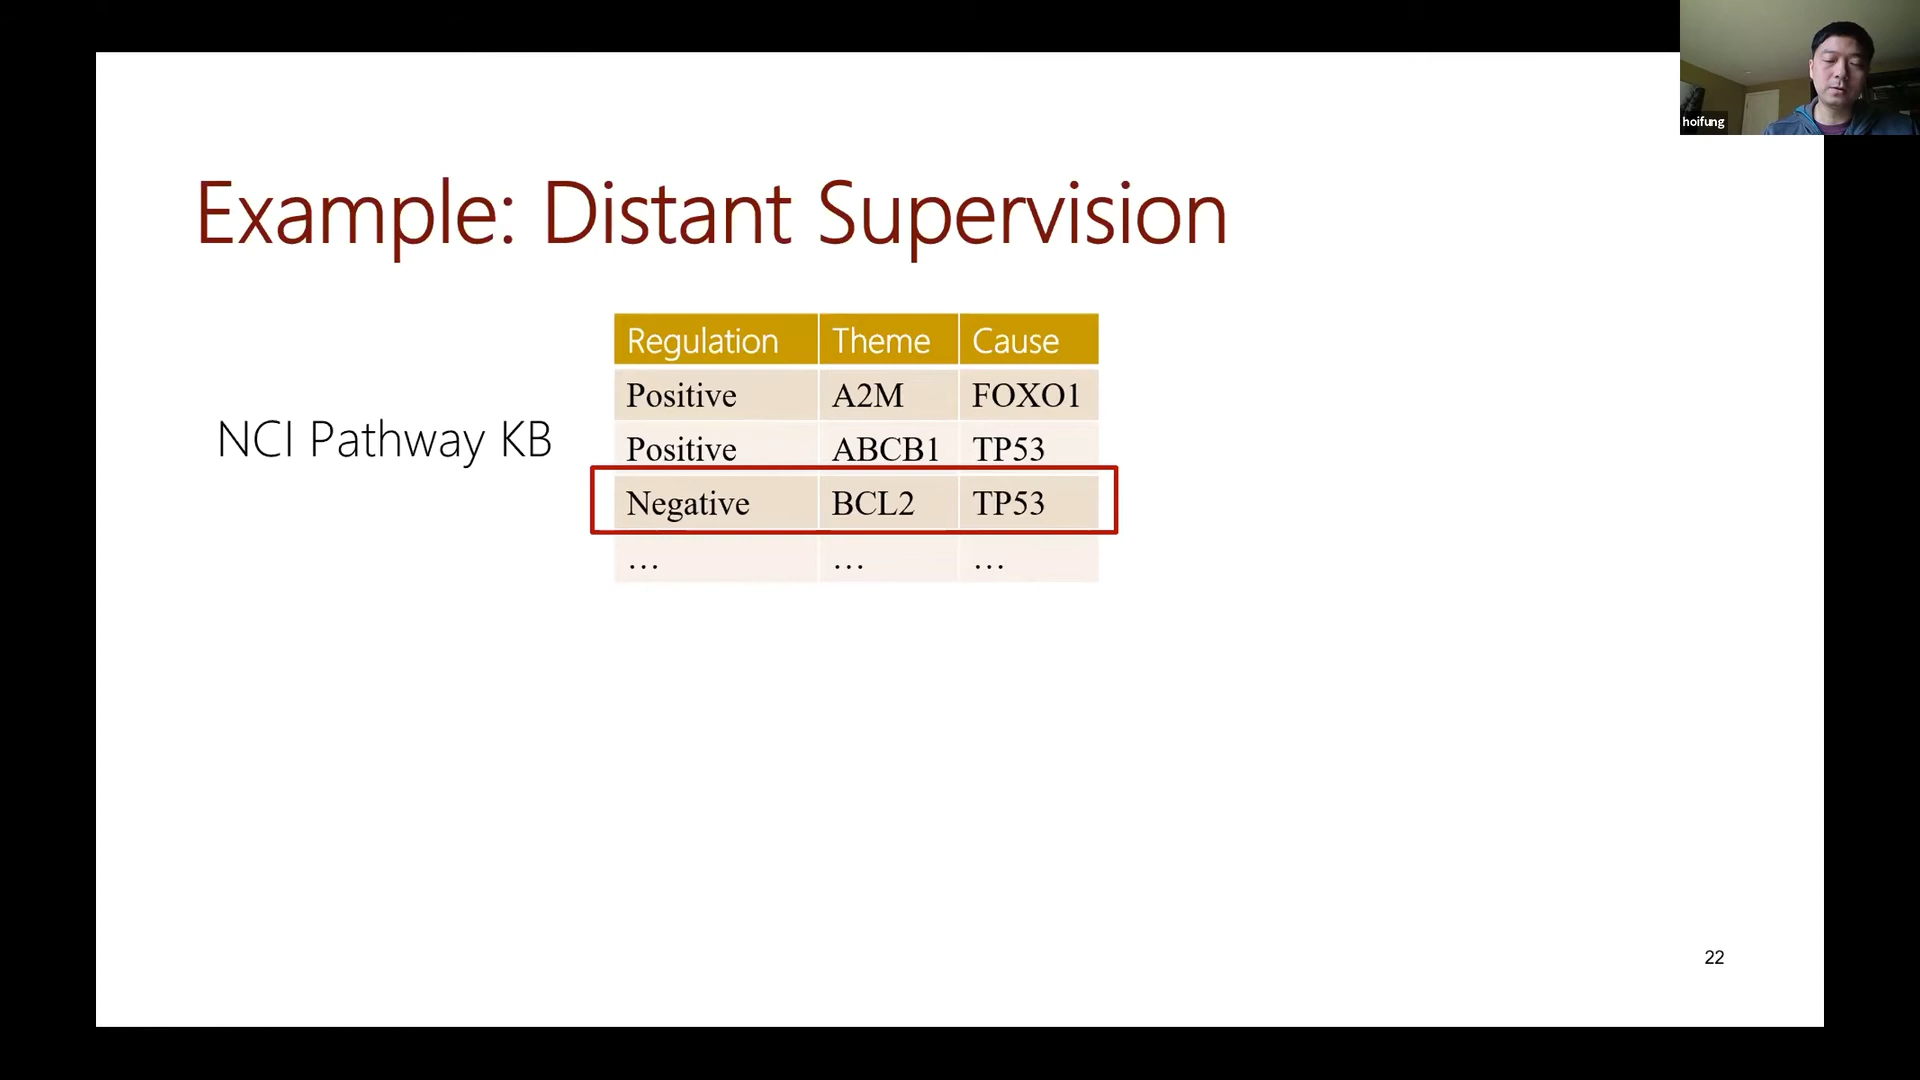 hoifung
Example: Distant Supervision
NCI Pathway KB
Regulation Theme Cause
Positive A2M FOXO1
Positive ABCB1 TP53
Negative BCL2 TP53
… … …
22